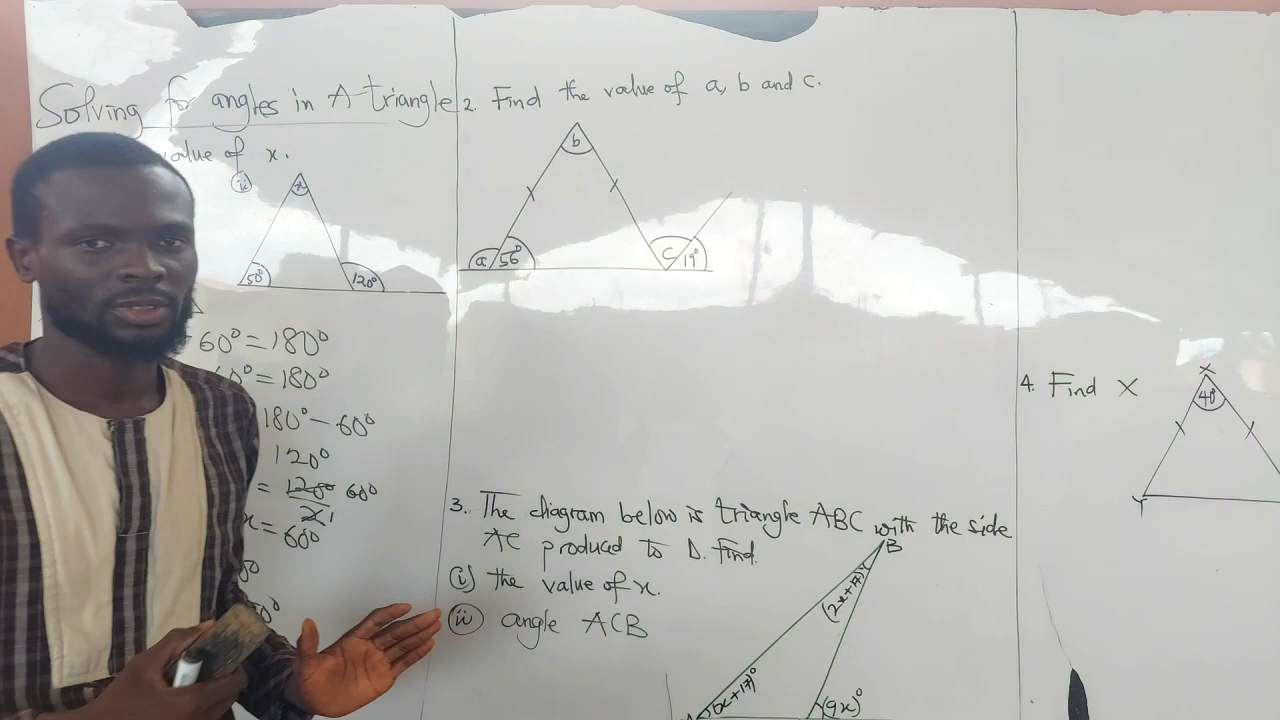 Solving for angles in A triangle
value of x.
ii
x
50°
120°
60° = 180°
60° = 180°
180° - 60°
120°
= 120° 60°
2 1
x = 60°
2. Find the value of a, b and c.
b
a 56°
c 19°
3. The diagram below is triangle ABC with the side
AC produced to D. Find.
(i) the value of x.
(ii) angle ACB
B
(2x+17)°
(9x)°
4. Find X
X
40°
Y